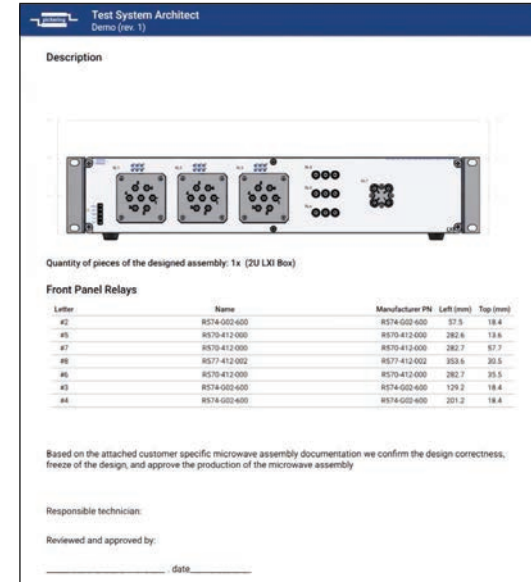 pickering
Test System Architect
Demo (rev. 1)
Description
Quantity of pieces of the designed assembly: 1x (2U LXI Box)
Front Panel Relays
Letter Name Manufacturer PN Left (mm) Top (mm)
#2 R574-G02-600 R574-G02-600 57.5 18.4
#5 R570-412-000 R570-412-000 282.6 13.6
#7 R570-412-000 R570-412-000 282.7 57.7
#8 R577-412-002 R577-412-002 353.6 20.5
#6 R570-412-000 R570-412-000 282.7 35.5
#3 R574-G02-600 R574-G02-600 129.2 18.4
#4 R574-G02-600 R574-G02-600 201.2 18.4
Based on the attached customer specific microwave assembly documentation we confirm the design correctness,
freeze of the design, and approve the production of the microwave assembly
Responsible technician:
Reviewed and approved by:
____________________ . date____________